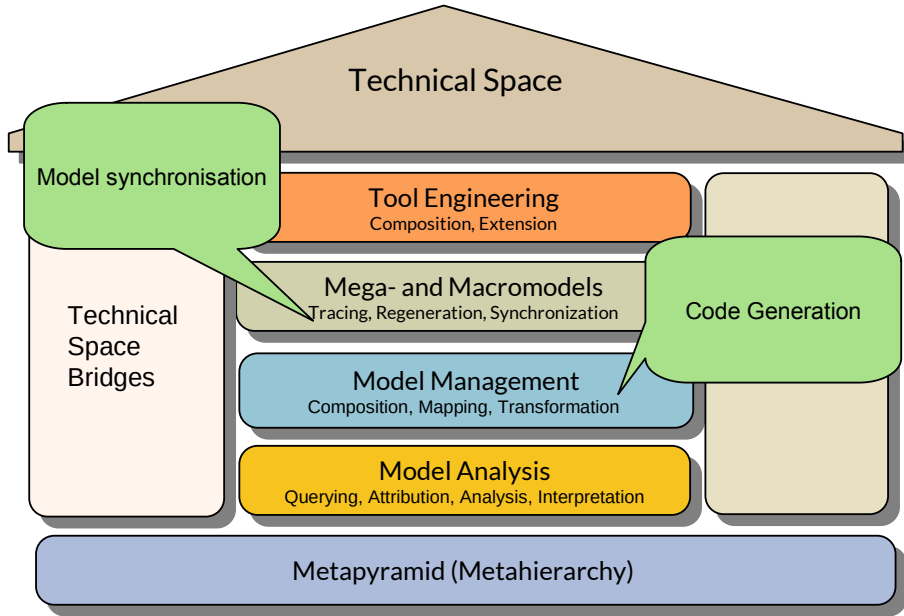 Technical Space
Model synchronisation
Tool Engineering
Composition, Extension
Mega- and Macromodels
Tracing, Regeneration, Synchronization
Code Generation
Technical
Space
Bridges
Model Management
Composition, Mapping, Transformation
Model Analysis
Querying, Attribution, Analysis, Interpretation
Metapyramid (Metahierarchy)